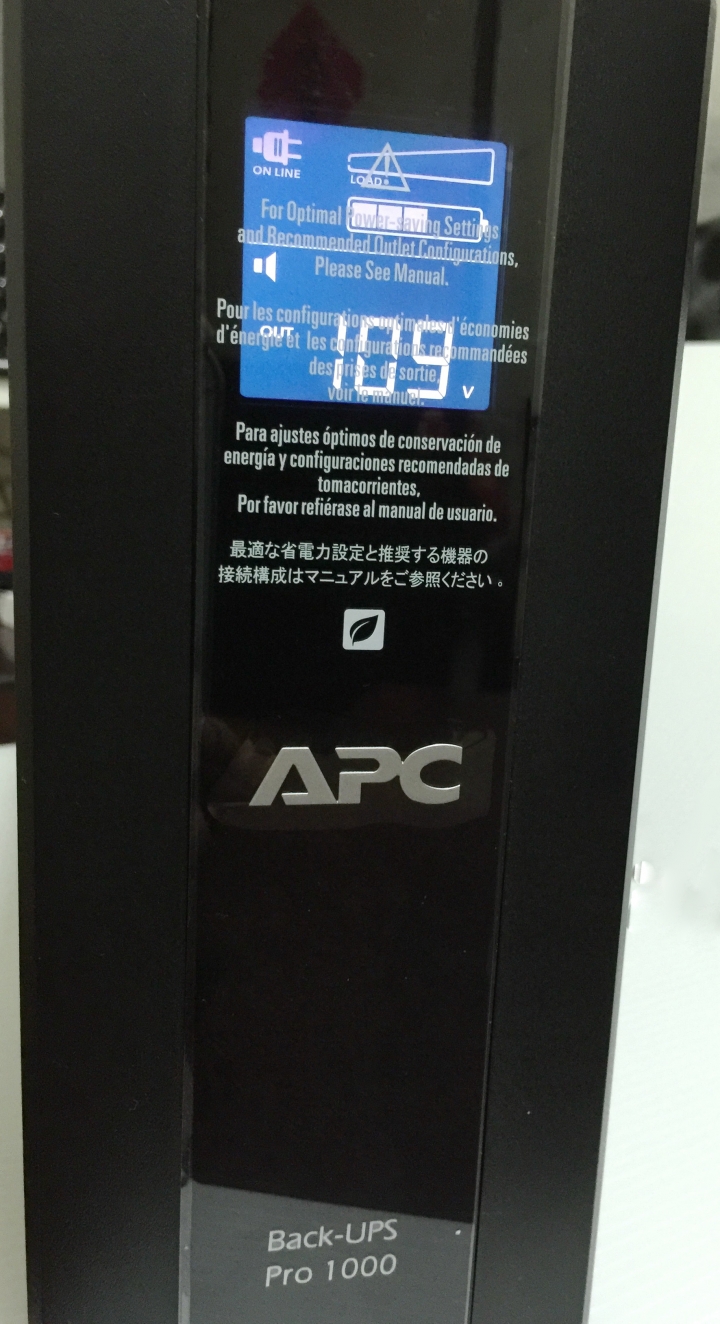 ON LINE
LOAD
For Optimal Power-saving Settings
and Recommended Outlet Configurations,
Please See Manual.
Pour les configurations optimales d'économies
OUT
d'énergie et les configurations recommandées
des prises de sortie,
voir le manuel.
109 V
Para ajustes óptimos de conservación de
energía y configuraciones recomendadas de
tomacorrientes,
Por favor refiérase al manual de usuario.
最適な省電力設定と推奨する機器の
接続構成はマニュアルをご参照ください。
APC
Back-UPS
Pro 1000